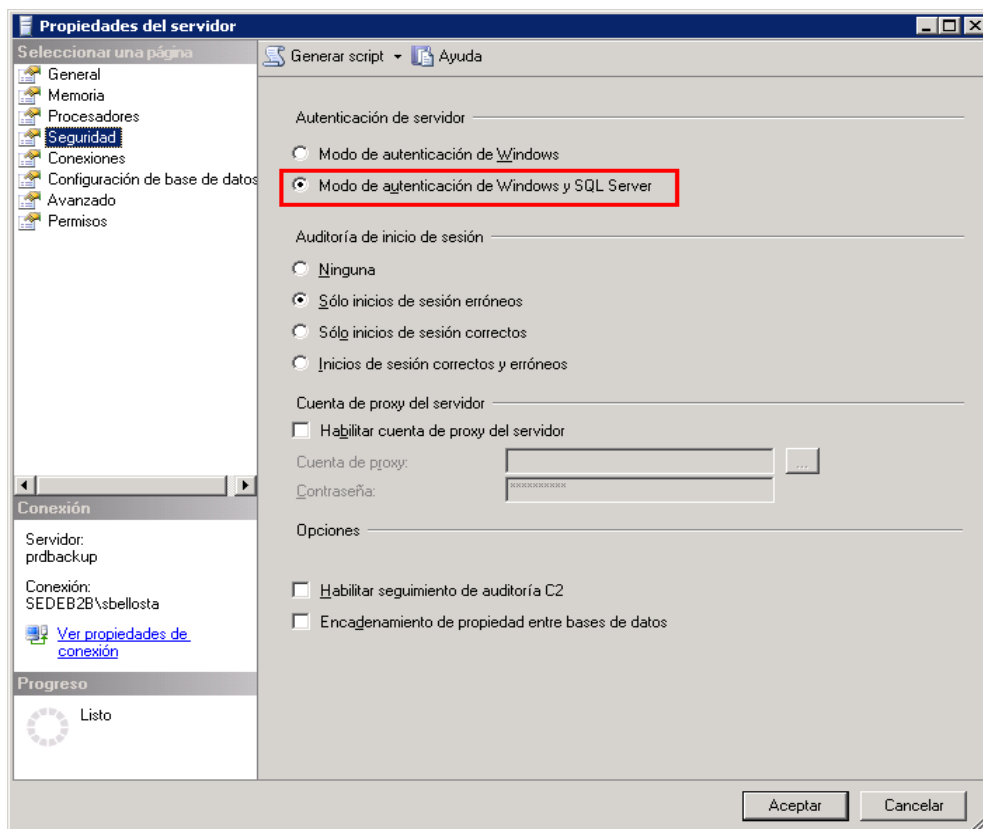 Propiedades del servidor
Seleccionar una página
General
Memoria
Procesadores
Seguridad
Conexiones
Configuración de base de datos
Avanzado
Permisos
Generar script
Ayuda
Autenticación de servidor
Modo de autenticación de Windows
Modo de autenticación de Windows y SQL Server
Auditoría de inicio de sesión
Ninguna
Sólo inicios de sesión erróneos
Sólo inicios de sesión correctos
Inicios de sesión correctos y erróneos
Cuenta de proxy del servidor
Habilitar cuenta de proxy del servidor
Cuenta de proxy:
...
Contraseña:
**********
Opciones
Habilitar seguimiento de auditoría C2
Encadenamiento de propiedad entre bases de datos
Conexión
Servidor:
prdbackup
Conexión:
SEDEB2B\sbellosta
Ver propiedades de
conexión
Progreso
Listo
Aceptar
Cancelar